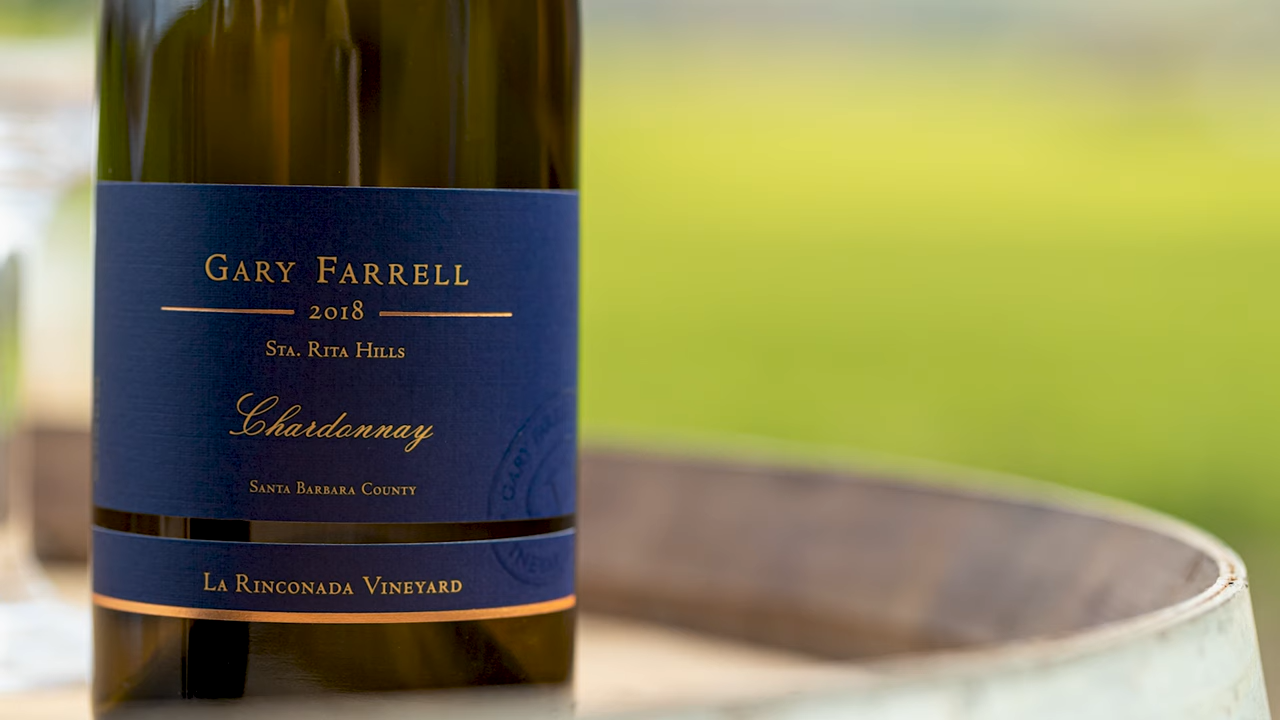 Gary Farrell
2018
Sta. Rita Hills
Chardonnay
Santa Barbara County
La Rinconada Vineyard